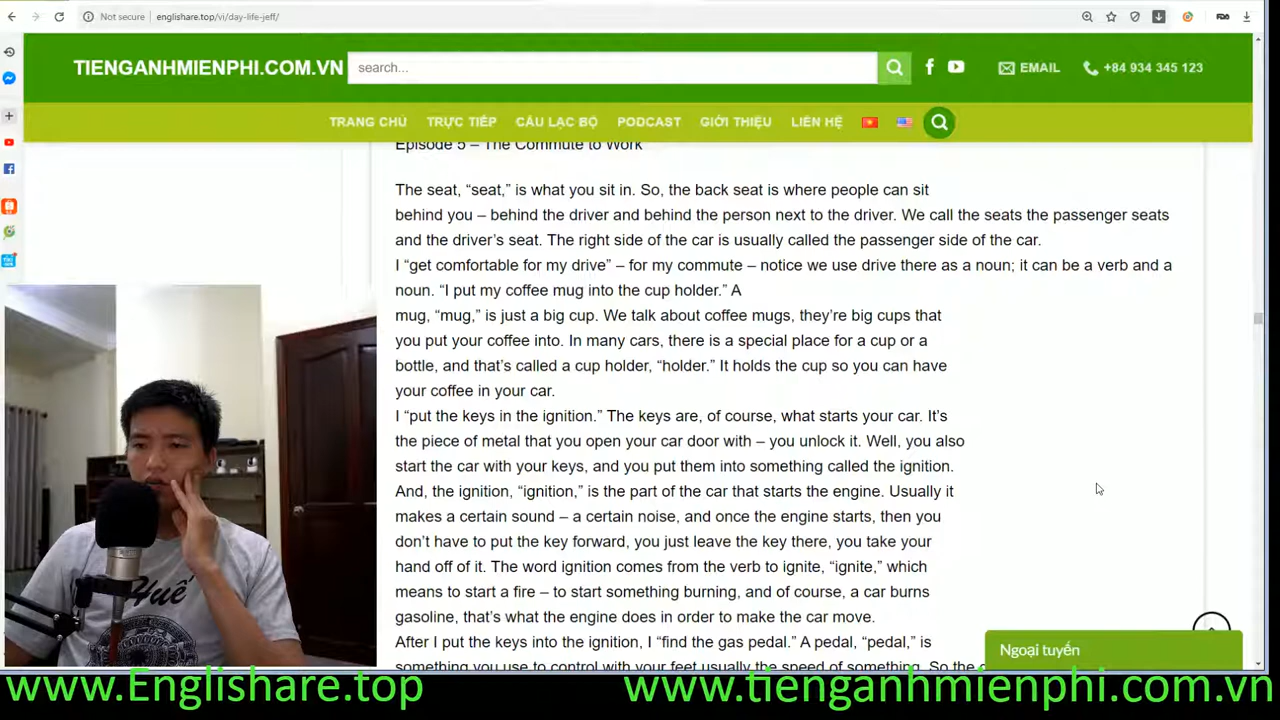 Not secure englishare.top/vi/day-life-jeff/
TIENGANHMIENPHI.COM.VN
search...
EMAIL
+84 934 345 123
TRANG CHỦ TRỰC TIẾP CÂU LẠC BỘ PODCAST GIỚI THIỆU LIÊN HỆ
Episode 5 – The Commute to Work
The seat, “seat,” is what you sit in. So, the back seat is where people can sit
behind you – behind the driver and behind the person next to the driver. We call the seats the passenger seats
and the driver’s seat. The right side of the car is usually called the passenger side of the car.
I “get comfortable for my drive” – for my commute – notice we use drive there as a noun; it can be a verb and a
noun. “I put my coffee mug into the cup holder.” A
mug, “mug,” is just a big cup. We talk about coffee mugs, they’re big cups that
you put your coffee into. In many cars, there is a special place for a cup or a
bottle, and that’s called a cup holder, “holder.” It holds the cup so you can have
your coffee in your car.
I “put the keys in the ignition.” The keys are, of course, what starts your car. It’s
the piece of metal that you open your car door with – you unlock it. Well, you also
start the car with your keys, and you put them into something called the ignition.
And, the ignition, “ignition,” is the part of the car that starts the engine. Usually it
makes a certain sound – a certain noise, and once the engine starts, then you
don’t have to put the key forward, you just leave the key there, you take your
hand off of it. The word ignition comes from the verb to ignite, “ignite,” which
means to start a fire – to start something burning, and of course, a car burns
gasoline, that’s what the engine does in order to make the car move.
After I put the keys into the ignition, I “find the gas pedal.” A pedal, “pedal,” is
something you use to control with your feet usually the speed of something. So the
Ngoại tuyến
Huế
www.Englishare.top
www.tienganhmienphi.com.vn